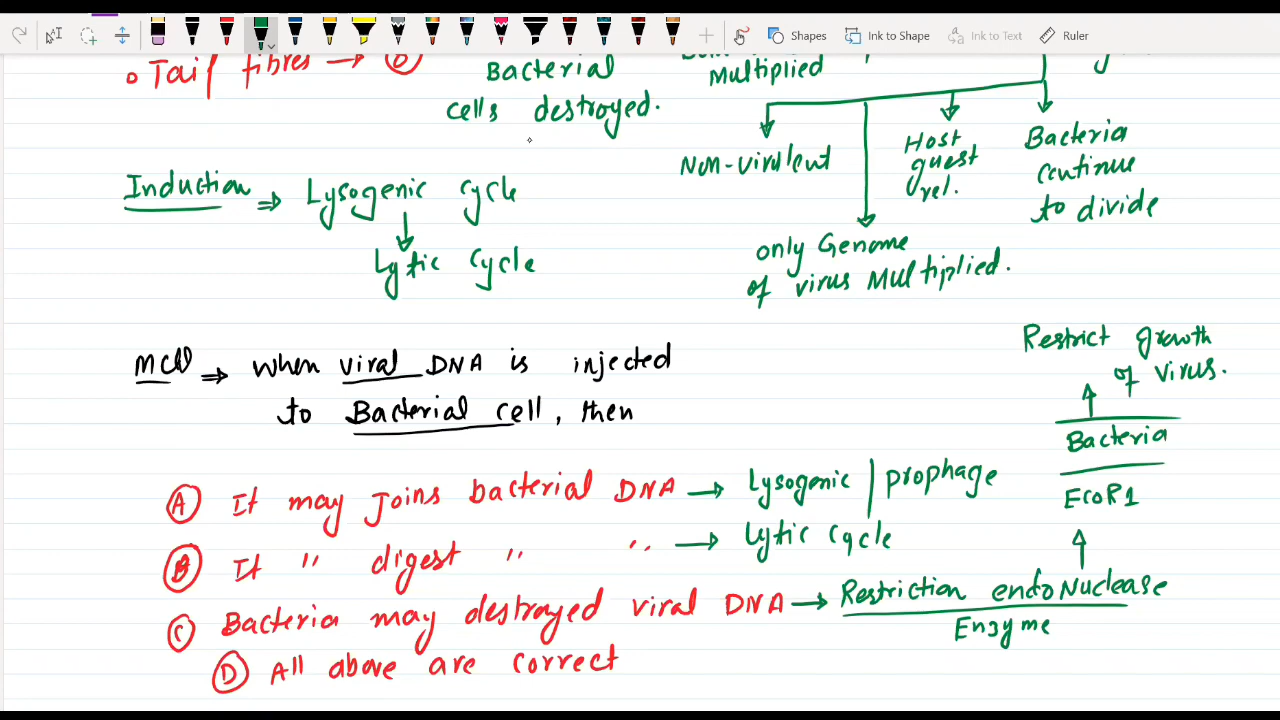 Shapes
Ink to Shape
Ink to Text
Ruler
Tail fibres →
Bacterial
cells destroyed.
Multiplied
Non-virulent
Host
guest
rel.
Bacteria
continue
to divide
only Genome
of virus Multiplied.
Induction ⇒ Lysogenic cycle
Lytic cycle
MCQ ⇒ When viral DNA is injected
to Bacterial cell, then
(A) It may Joins bacterial DNA → Lysogenic | prophage
(B) It " digest " " → Lytic cycle
(C) Bacteria may destroyed viral DNA → Restriction endoNuclease
Enzyme
(D) All above are correct
Restrict growth
of virus.
Bacteria
EcoR1